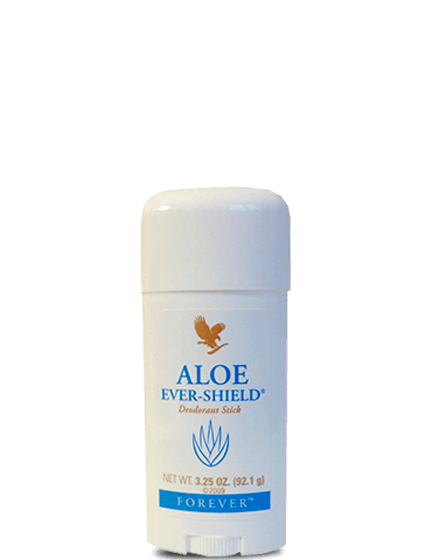 ALOE
EVER-SHIELD®
Deodorant Stick
NET WT. 3.25 OZ. (92.1 g)
©2009
FOREVER™